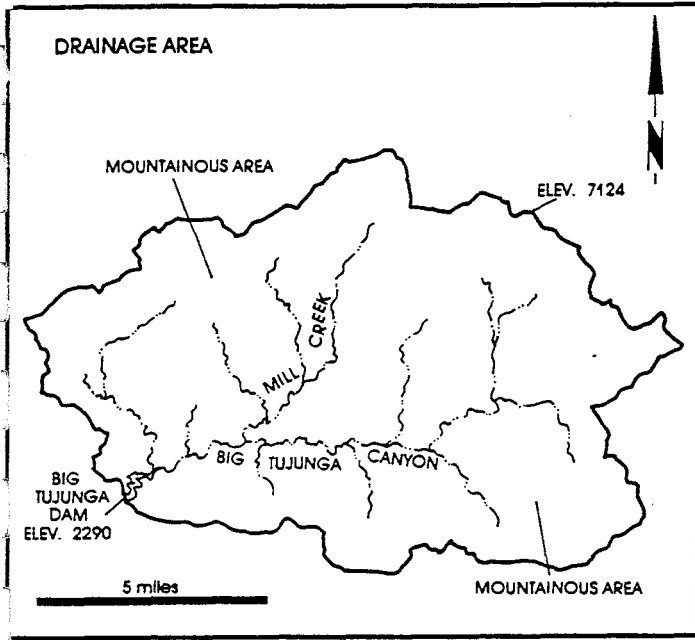 DRAINAGE AREA
N
MOUNTAINOUS AREA
ELEV. 7124
MILL CREEK
BIG TUJUNGA CANYON
BIG
TUJUNGA
DAM
ELEV. 2290
5 miles
MOUNTAINOUS AREA